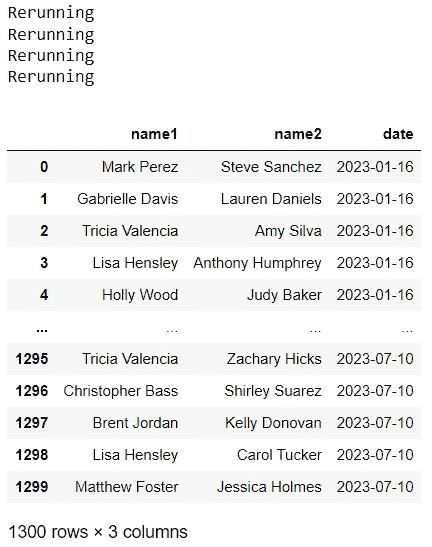 Rerunning
Rerunning
Rerunning
Rerunning
name1 name2 date
0 Mark Perez Steve Sanchez 2023-01-16
1 Gabrielle Davis Lauren Daniels 2023-01-16
2 Tricia Valencia Amy Silva 2023-01-16
3 Lisa Hensley Anthony Humphrey 2023-01-16
4 Holly Wood Judy Baker 2023-01-16
... ... ... ...
1295 Tricia Valencia Zachary Hicks 2023-07-10
1296 Christopher Bass Shirley Suarez 2023-07-10
1297 Brent Jordan Kelly Donovan 2023-07-10
1298 Lisa Hensley Carol Tucker 2023-07-10
1299 Matthew Foster Jessica Holmes 2023-07-10
1300 rows × 3 columns